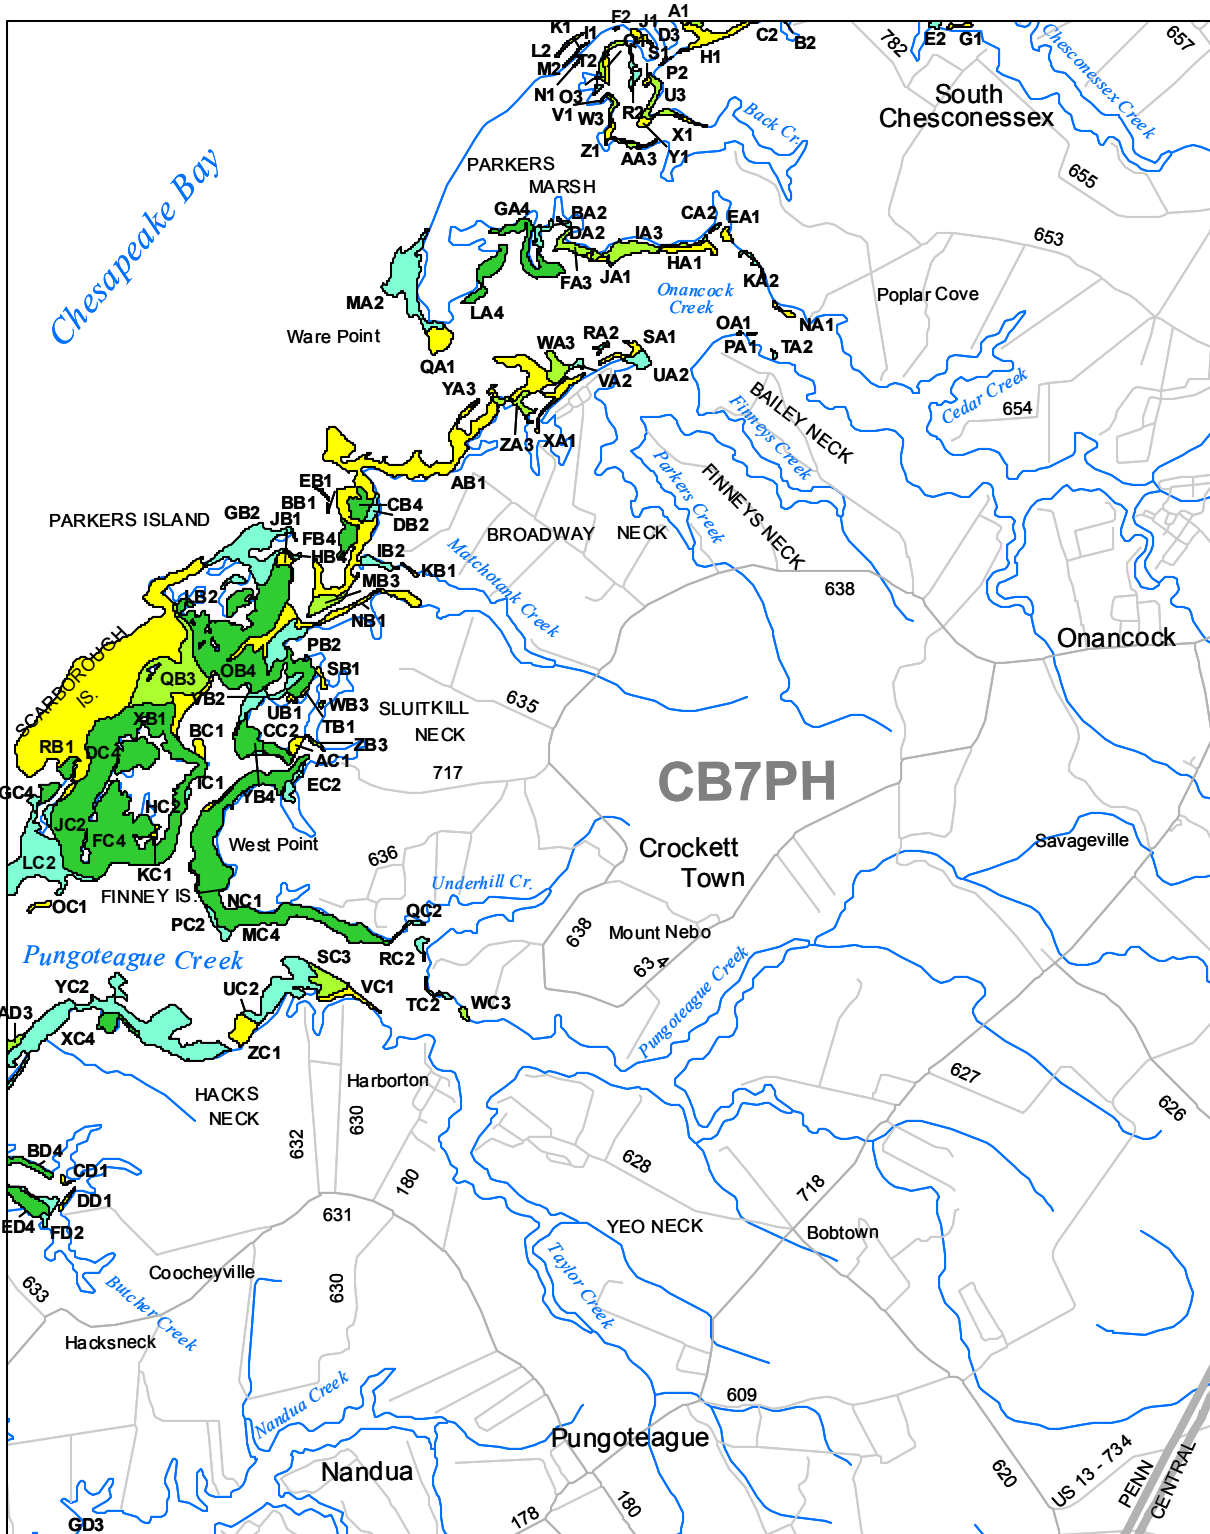 F2
J1
A1
K1
I1
D3
C2
B2
E2
G1
782
657
L2
T2
S1
H1
M2
P2
N1
O3
R2
U3
V1
W3
X1
Z1
AA3
Y1
Back Cr.
South
Chesconessex
Chesconessex Creek
655
653
Chesapeake Bay
PARKERS
MARSH
GA4
BA2
DA2
IA3
CA2
EA1
HA1
JA1
FA3
KA2
MA2
LA4
Onancock
Creek
Poplar Cove
NA1
Ware Point
QA1
WA3
RA2
SA1
OA1
PA1
TA2
UA2
VA2
YA3
ZA3
XA1
BAILEY NECK
Finneys Creek
Cedar Creek
654
Parkers Creek
FINNEYS NECK
AB1
EB1
BB1
CB4
DB2
PARKERS ISLAND
GB2
JB1
FB4
HB4
IB2
KB1
MB3
BROADWAY NECK
Matchotank Creek
638
LB2
NB1
Onancock
SCARBOROUGH
IS.
PB2
OB4
SB1
QB3
VB2
WB3
UB1
TB1
SLUITKILL
NECK
635
XB1
BC1
CC2
ZB3
AC1
RB1
DC4
EC2
717
CB7PH
GC4
IC1
YB4
HC2
JC2
FC4
West Point
636
Crockett
Town
Savageville
LC2
KC1
FINNEY IS.
NC1
Underhill Cr.
OC1
PC2
MC4
QC2
638
Mount Nebo
634
Pungoteague Creek
SC3
RC2
Pungoteague Creek
YC2
UC2
VC1
TC2
WC3
AD3
XC4
ZC1
HACKS
NECK
Harborton
627
626
632
630
628
180
718
BD4
CD1
DD1
ED4
FD2
631
YEO NECK
Bobtown
Coocheyville
Taylor Creek
633
Butcher Creek
630
Hacksneck
609
Nandua Creek
Pungoteague
Nandua
620
US 13 - 734
PENN
CENTRAL
GD3
178
180